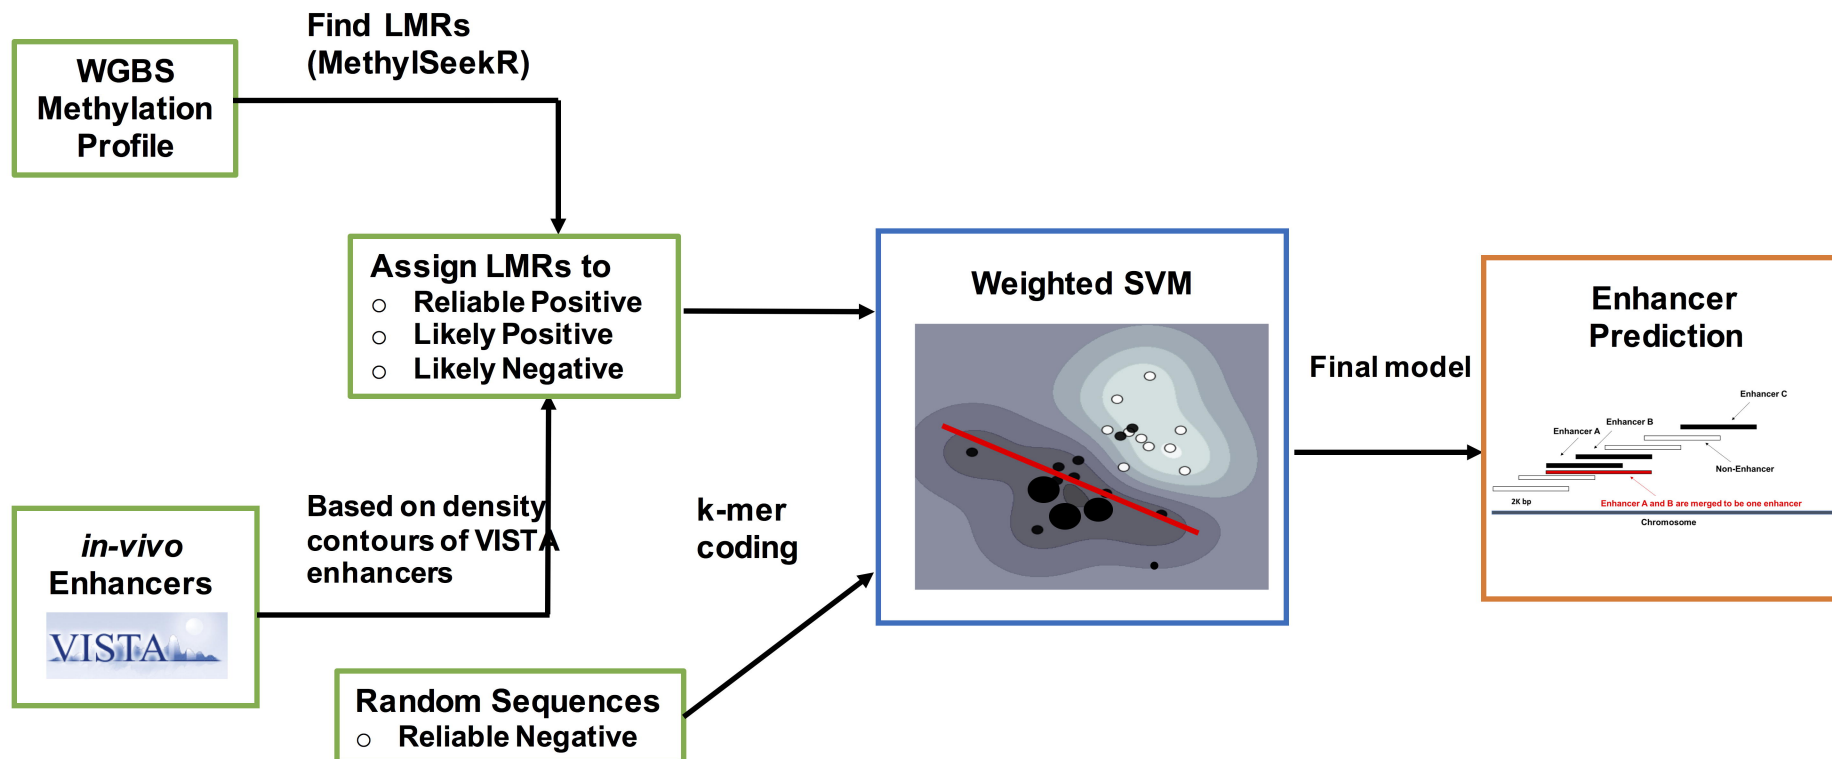 Find LMRs
(MethylSeekR)
WGBS
Methylation
Profile
Assign LMRs to
○ Reliable Positive
○ Likely Positive
○ Likely Negative
in-vivo
Enhancers
VISTA
Based on density
contours of VISTA
enhancers
k-mer
coding
Random Sequences
○ Reliable Negative
Weighted SVM
Final model
Enhancer
Prediction
Enhancer C
Enhancer B
Enhancer A
Non-Enhancer
2K bp
Enhancer A and B are merged to be one enhancer
Chromosome